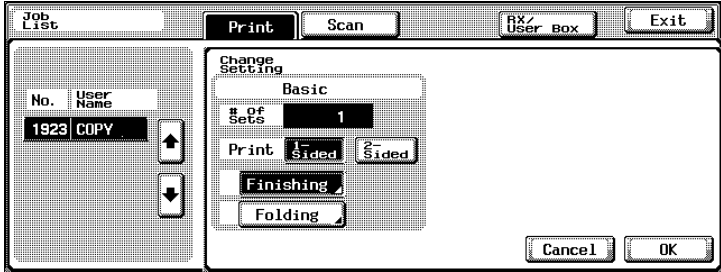 Job
List
Print
Scan
RX/
User Box
Exit
No.
User
Name
1923 COPY
Change
Setting
Basic
# Of
Sets
1
Print
1-
Sided
2-
Sided
Finishing
Folding
Cancel
OK